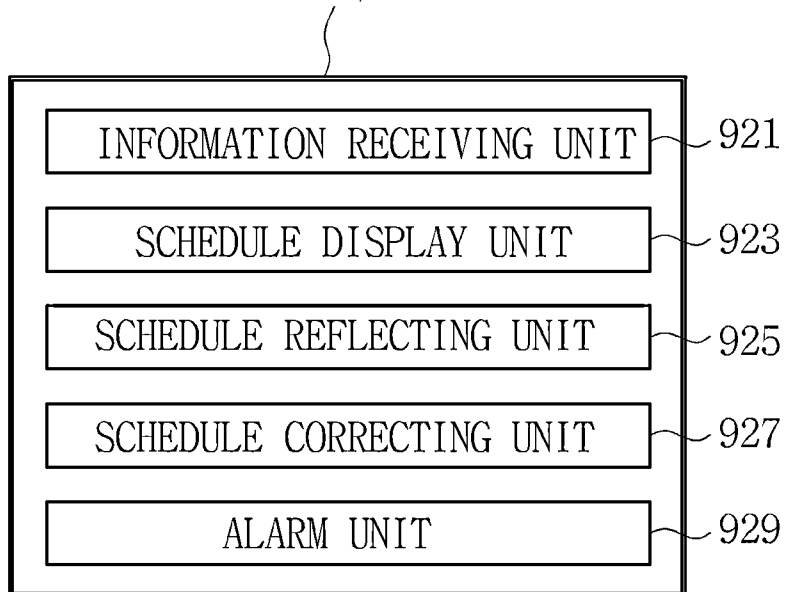 INFORMATION RECEIVING UNIT 921
SCHEDULE DISPLAY UNIT 923
SCHEDULE REFLECTING UNIT 925
SCHEDULE CORRECTING UNIT 927
ALARM UNIT 929